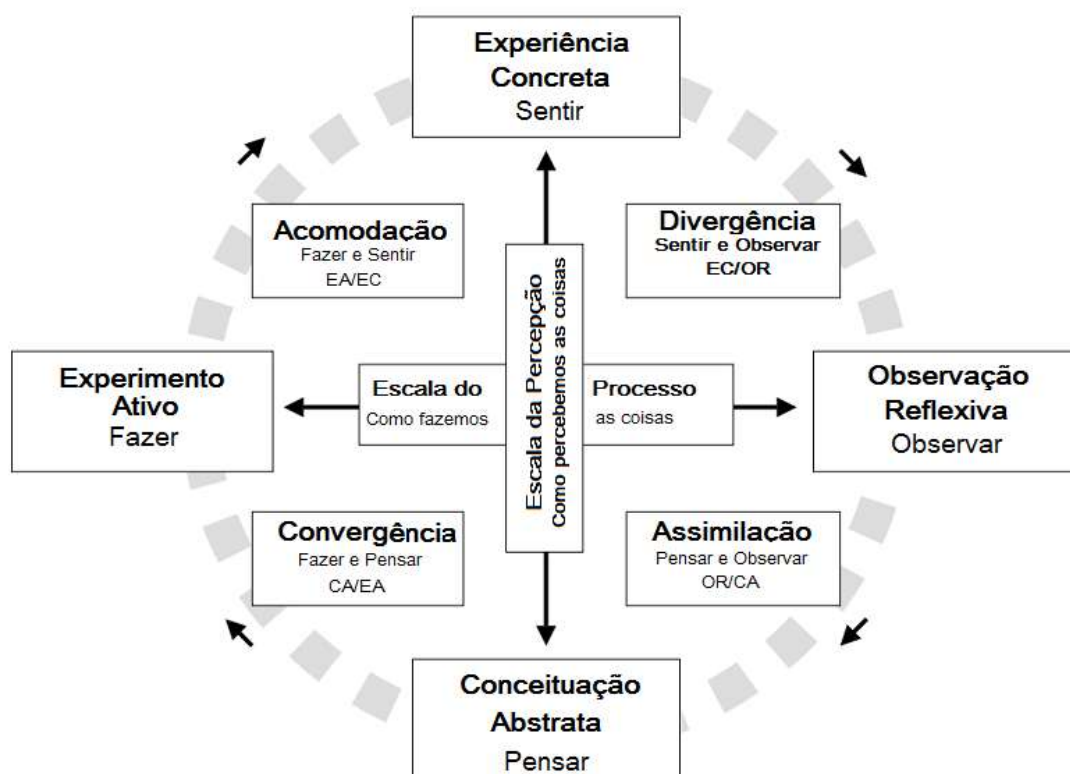 Experiência
Concreta
Sentir
Acomodação
Fazer e Sentir
EA/EC
Divergência
Sentir e Observar
EC/OR
Experimento
Ativo
Fazer
Escala do
Como fazemos
Escala da Percepção
Como percebemos as coisas
Processo
as coisas
Observação
Reflexiva
Observar
Convergência
Fazer e Pensar
CA/EA
Assimilação
Pensar e Observar
OR/CA
Conceituação
Abstrata
Pensar